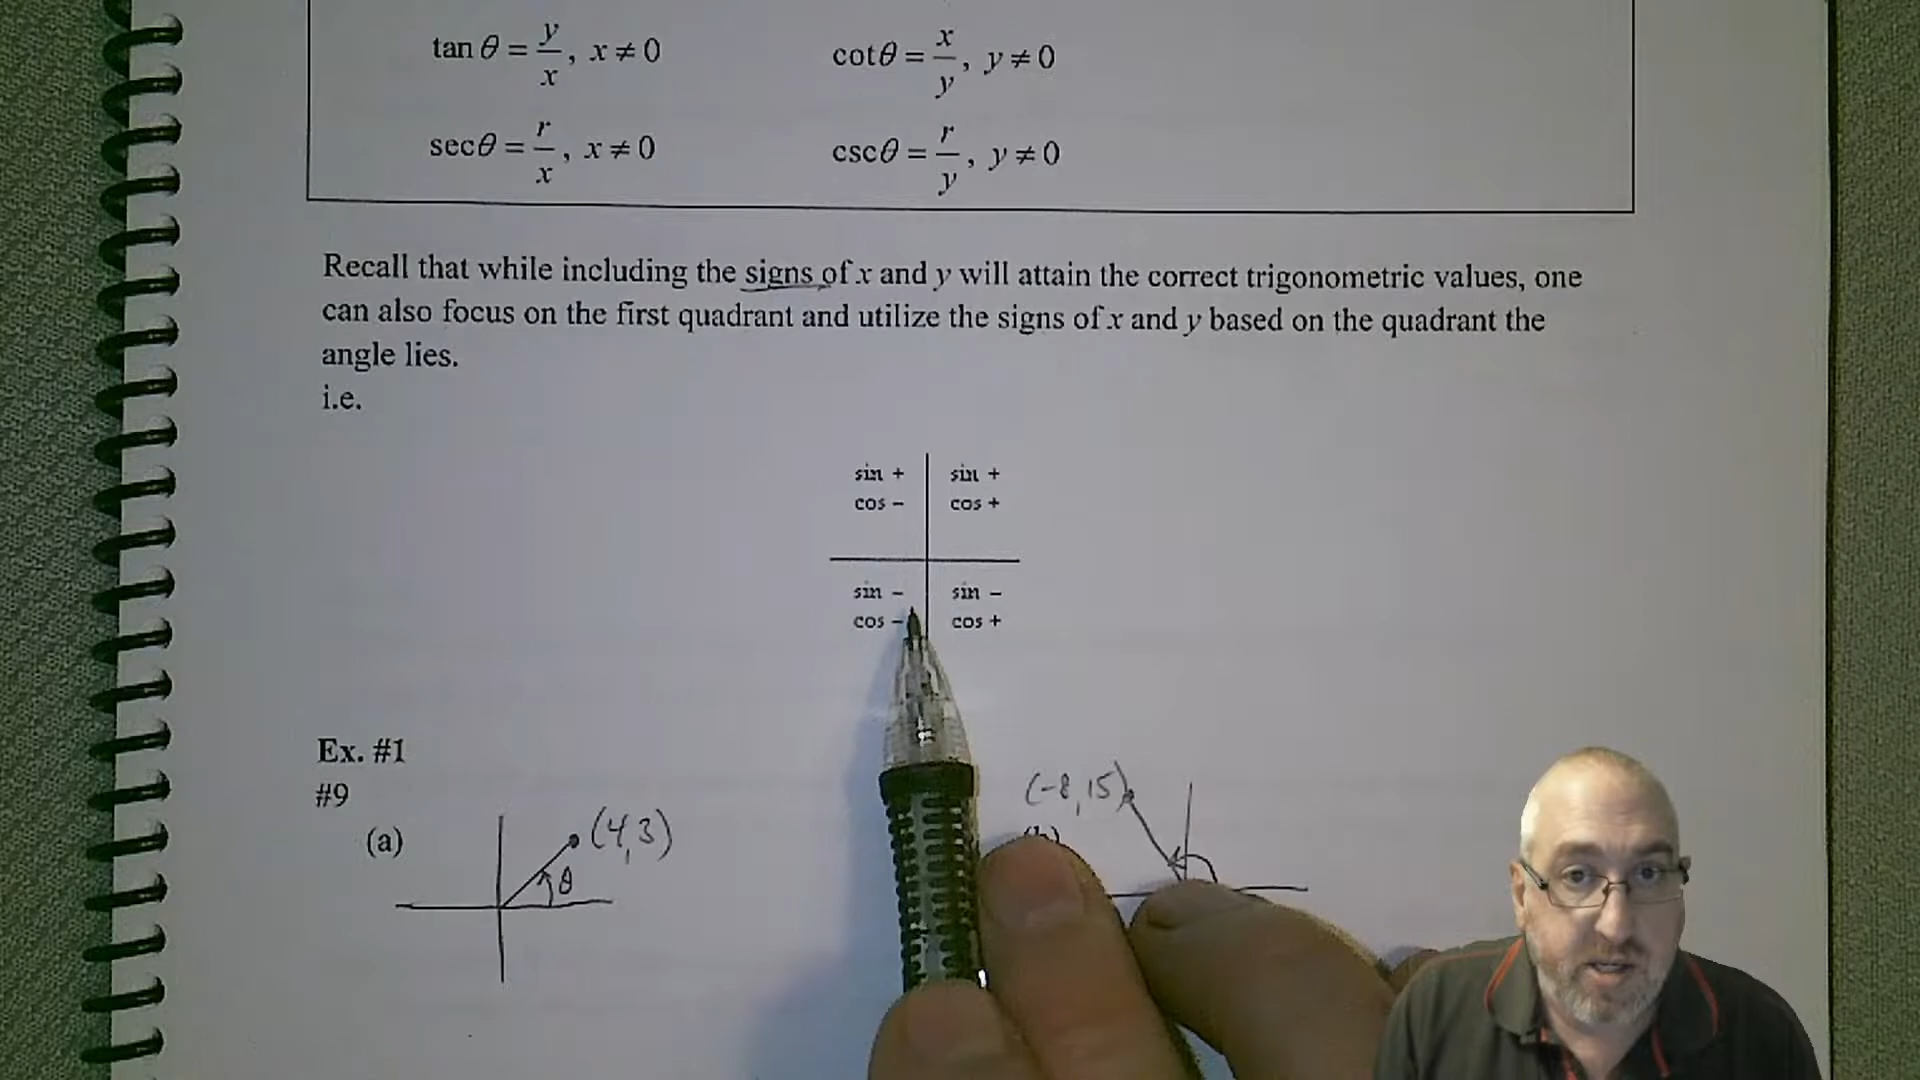 tan θ = y/x, x ≠ 0 cot θ = x/y, y ≠ 0
sec θ = r/x, x ≠ 0 csc θ = r/y, y ≠ 0
Recall that while including the signs of x and y will attain the correct trigonometric values, one
can also focus on the first quadrant and utilize the signs of x and y based on the quadrant the
angle lies.
i.e.
sin + sin +
cos − cos +
sin − sin −
cos − cos +
Ex. #1
#9
(a) (4,3)
θ
(-8,15)
(b)